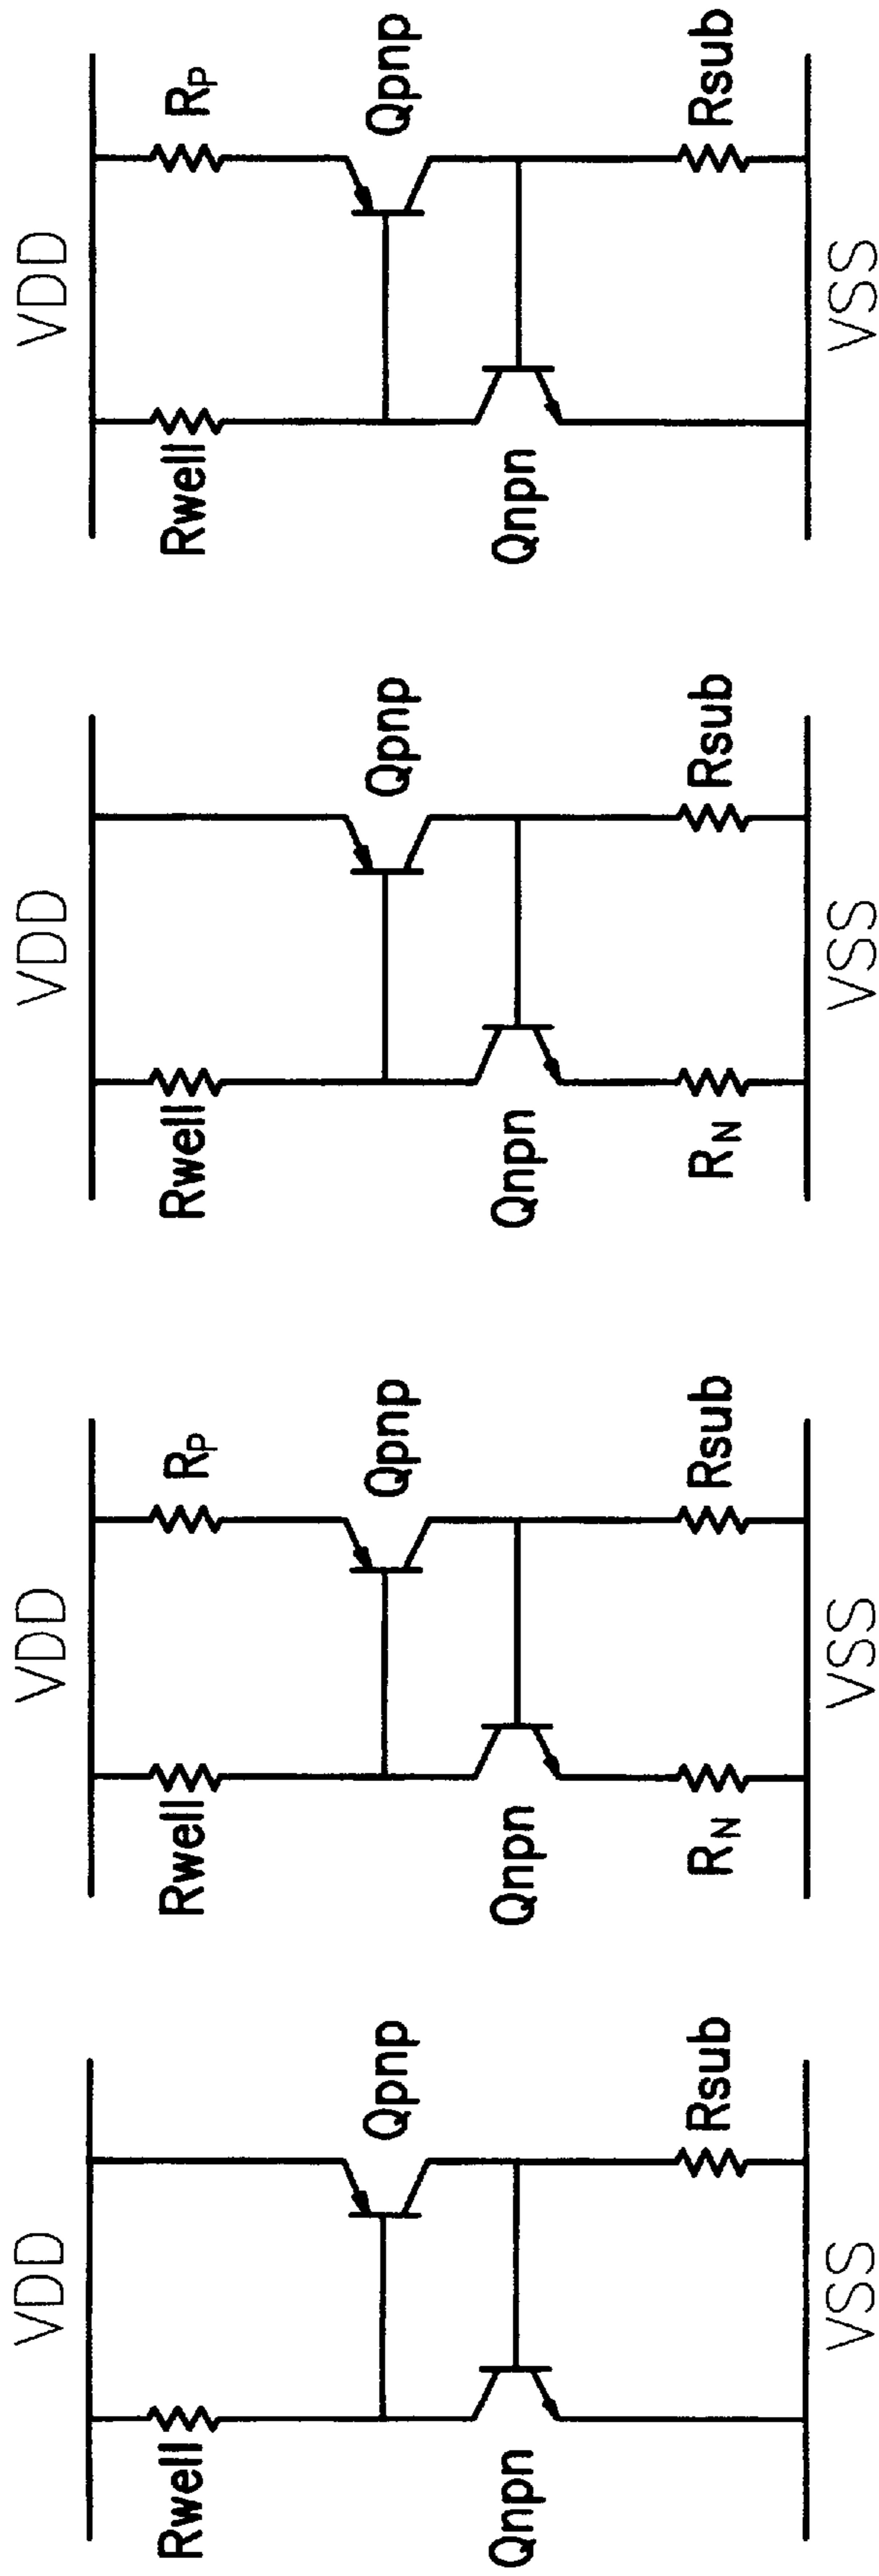 VDD
Rwell
Qpnp
Qnpn
Rsub
VSS
VDD
Rwell
RP
Qpnp
Qnpn
RN
Rsub
VSS
VDD
Rwell
Qpnp
Qnpn
RN
Rsub
VSS
VDD
Rwell
RP
Qpnp
Qnpn
Rsub
VSS